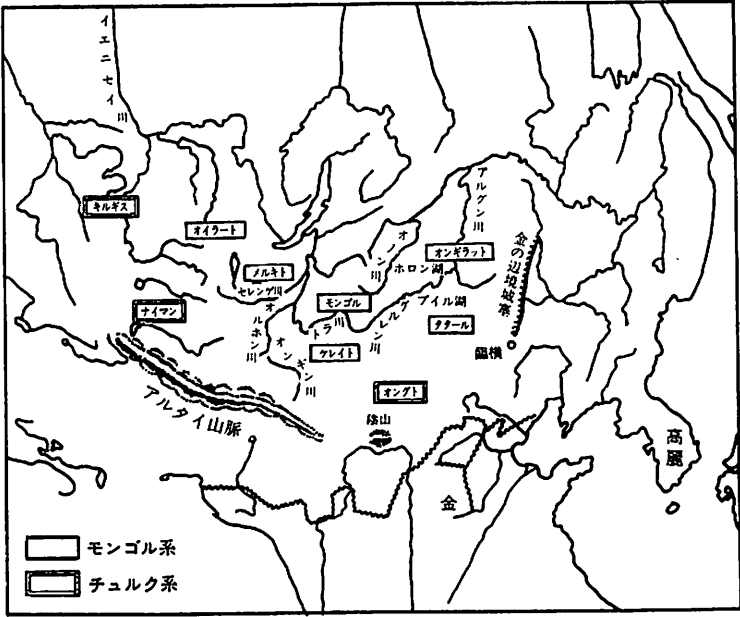 イエニセイ川
アルグン川
キルギス
オイラート
オノン川
オンギラット
金の辺境城塞
メルキト
ホロン湖
セレンゲ川
モンゴル
ブイル湖
ナイマン
オルホン川
トラ川
ケルレン川
タタール
オンギン川
ケレイト
臨横
オングト
アルタイ山脈
陰山
高麗
金
モンゴル系
チュルク系